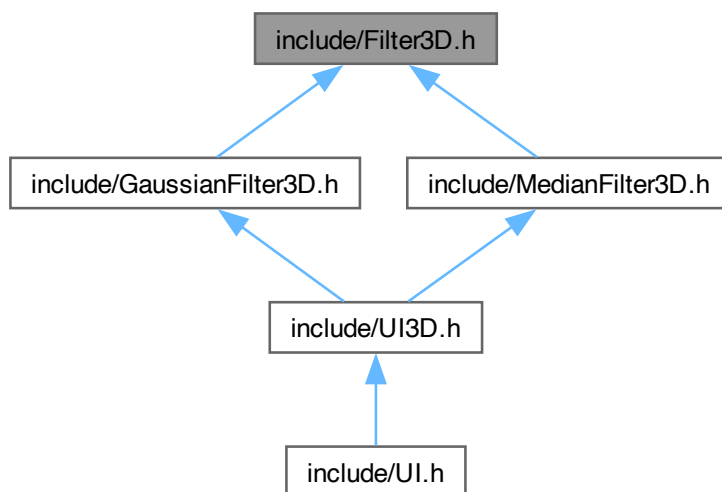 include/Filter3D.h
include/GaussianFilter3D.h
include/MedianFilter3D.h
include/UI3D.h
include/UI.h